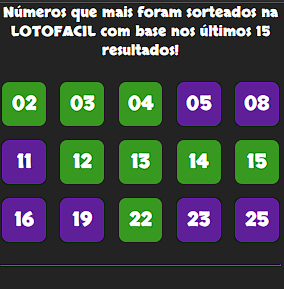 Números que mais foram sorteados na
LOTOFACIL com base nos últimos 15
resultados!
02 03 04 05 08
11 12 13 14 15
16 19 22 23 25